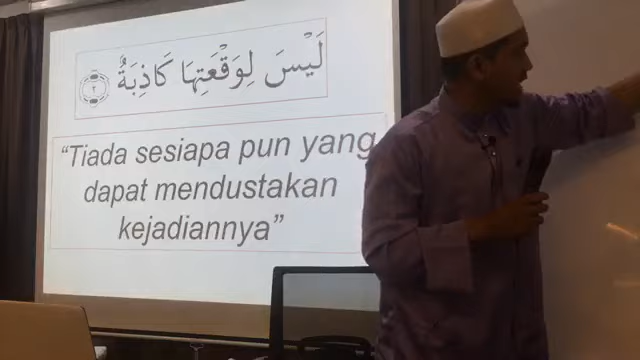 لَيْسَ لِوَقْعَتِهَا كَاذِبَةٌ ٢
“Tiada sesiapa pun yang
dapat mendustakan
kejadiannya”